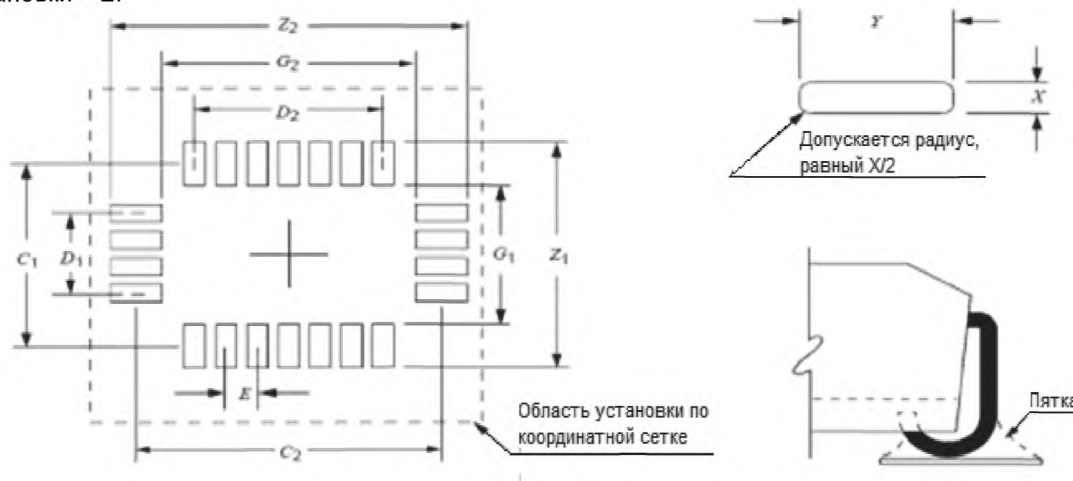 Z₂
G₂
D₂
C₁
D₁
G₁
Z₁
E
C₂
Область установки по
координатной сетке
Y
X
Допускается радиус,
равный X/2
Пятка